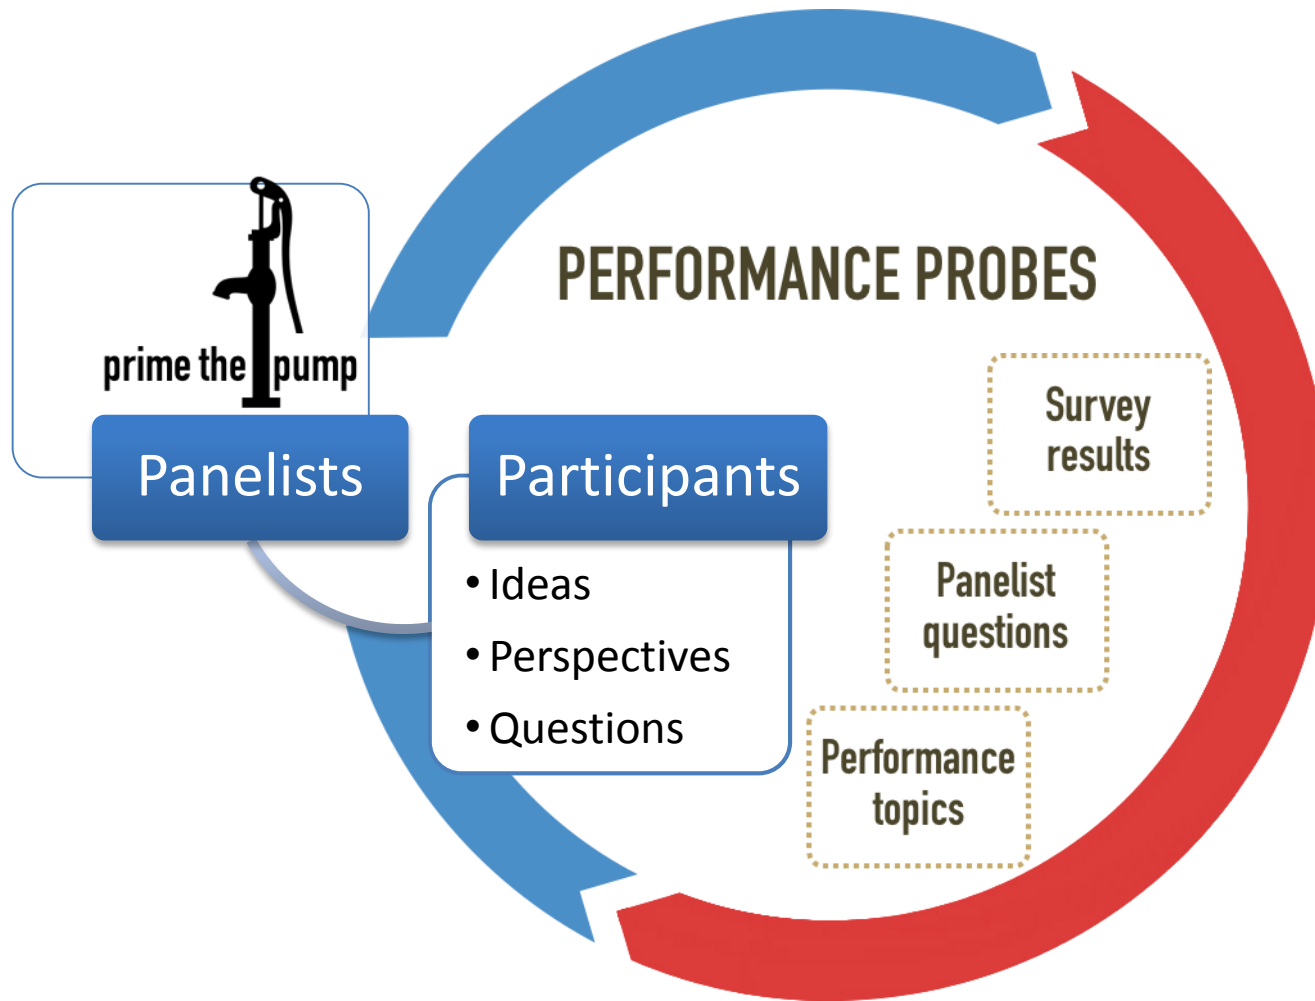 PERFORMANCE PROBES
prime the pump
Panelists
Participants
• Ideas
• Perspectives
• Questions
Survey
results
Panelist
questions
Performance
topics